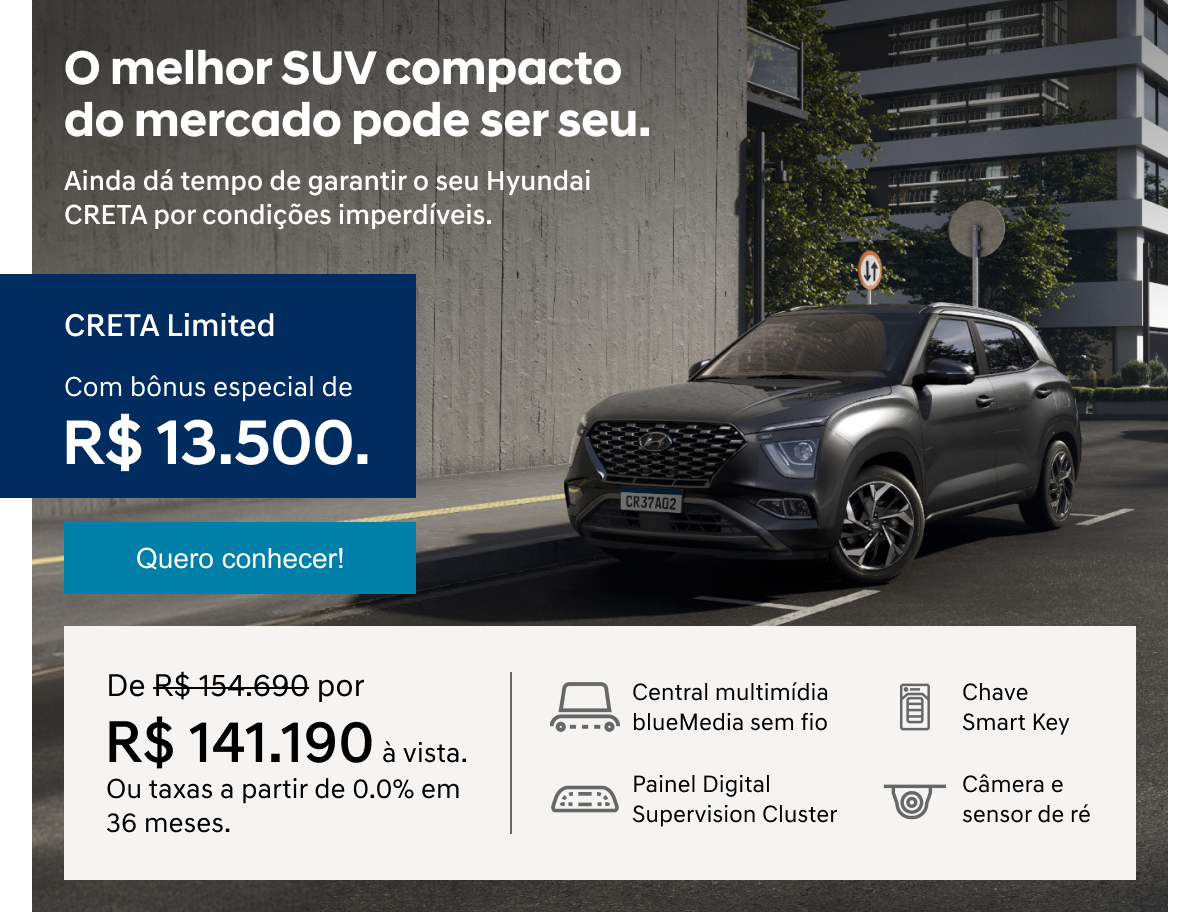 O melhor SUV compacto
do mercado pode ser seu.
Ainda dá tempo de garantir o seu Hyundai
CRETA por condições imperdíveis.
CRETA Limited
Com bônus especial de
R$ 13.500.
CR37A02
Quero conhecer!
De R$ 154.690 por
R$ 141.190 à vista.
Ou taxas a partir de 0.0% em
36 meses.
Central multimídia
blueMedia sem fio
Chave
Smart Key
Painel Digital
Supervision Cluster
Câmera e
sensor de ré